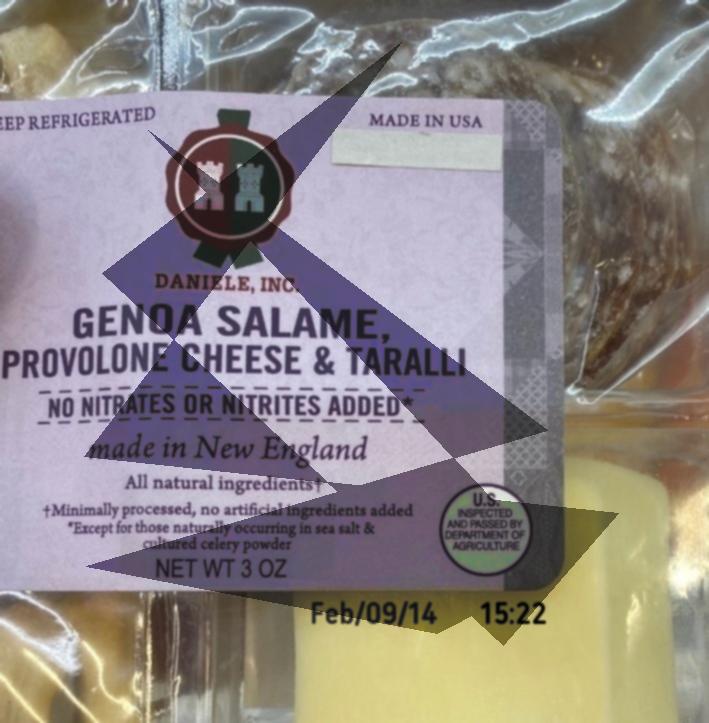 EEP REFRIGERATED
MADE IN USA
DANIELE, INC.
GENOA SALAME,
PROVOLONE CHEESE & TARALLI
NO NITRATES OR NITRITES ADDED*
made in New England
All natural ingredients†
†Minimally processed, no artificial ingredients added
*Except for those naturally occurring in sea salt &
cultured celery powder
NET WT 3 OZ
U.S.
INSPECTED
AND PASSED BY
DEPARTMENT OF
AGRICULTURE
Feb/09/14 15:22